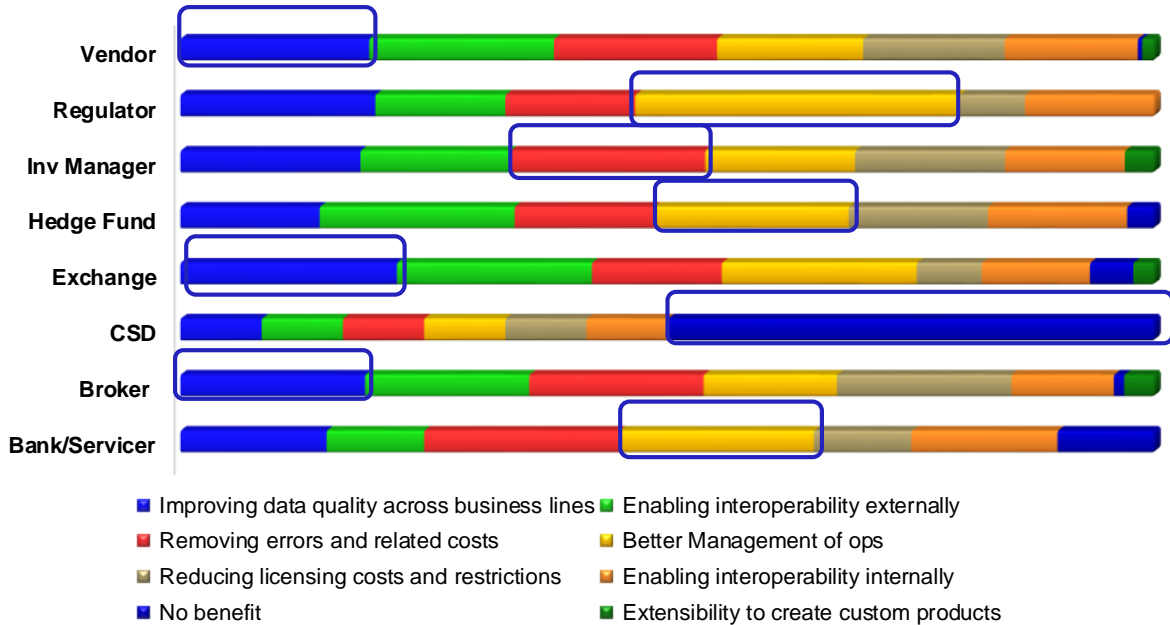 Vendor
Regulator
Inv Manager
Hedge Fund
Exchange
CSD
Broker
Bank/Servicer
Improving data quality across business lines Enabling interoperability externally
Removing errors and related costs Better Management of ops
Reducing licensing costs and restrictions Enabling interoperability internally
No benefit Extensibility to create custom products